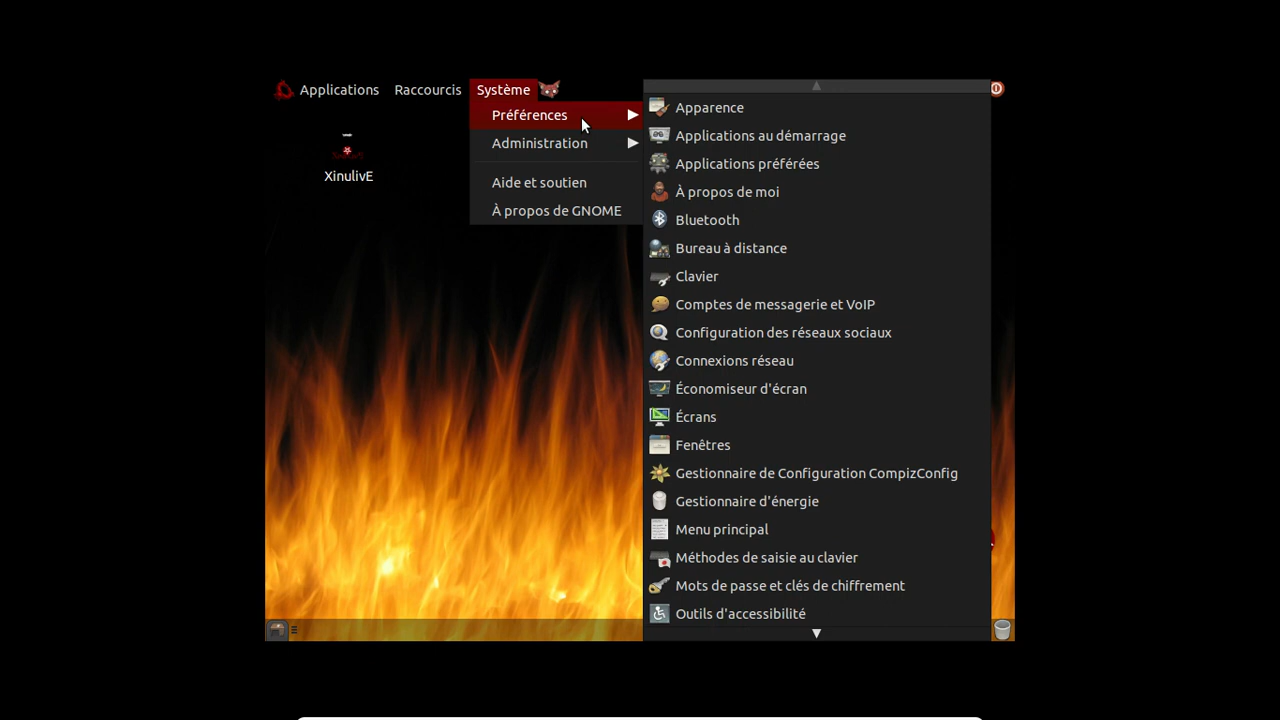 Applications Raccourcis Système
Préférences
Administration
Aide et soutien
À propos de GNOME
XinulivE
Apparence
Applications au démarrage
Applications préférées
À propos de moi
Bluetooth
Bureau à distance
Clavier
Comptes de messagerie et VoIP
Configuration des réseaux sociaux
Connexions réseau
Économiseur d'écran
Écrans
Fenêtres
Gestionnaire de Configuration CompizConfig
Gestionnaire d'énergie
Menu principal
Méthodes de saisie au clavier
Mots de passe et clés de chiffrement
Outils d'accessibilité